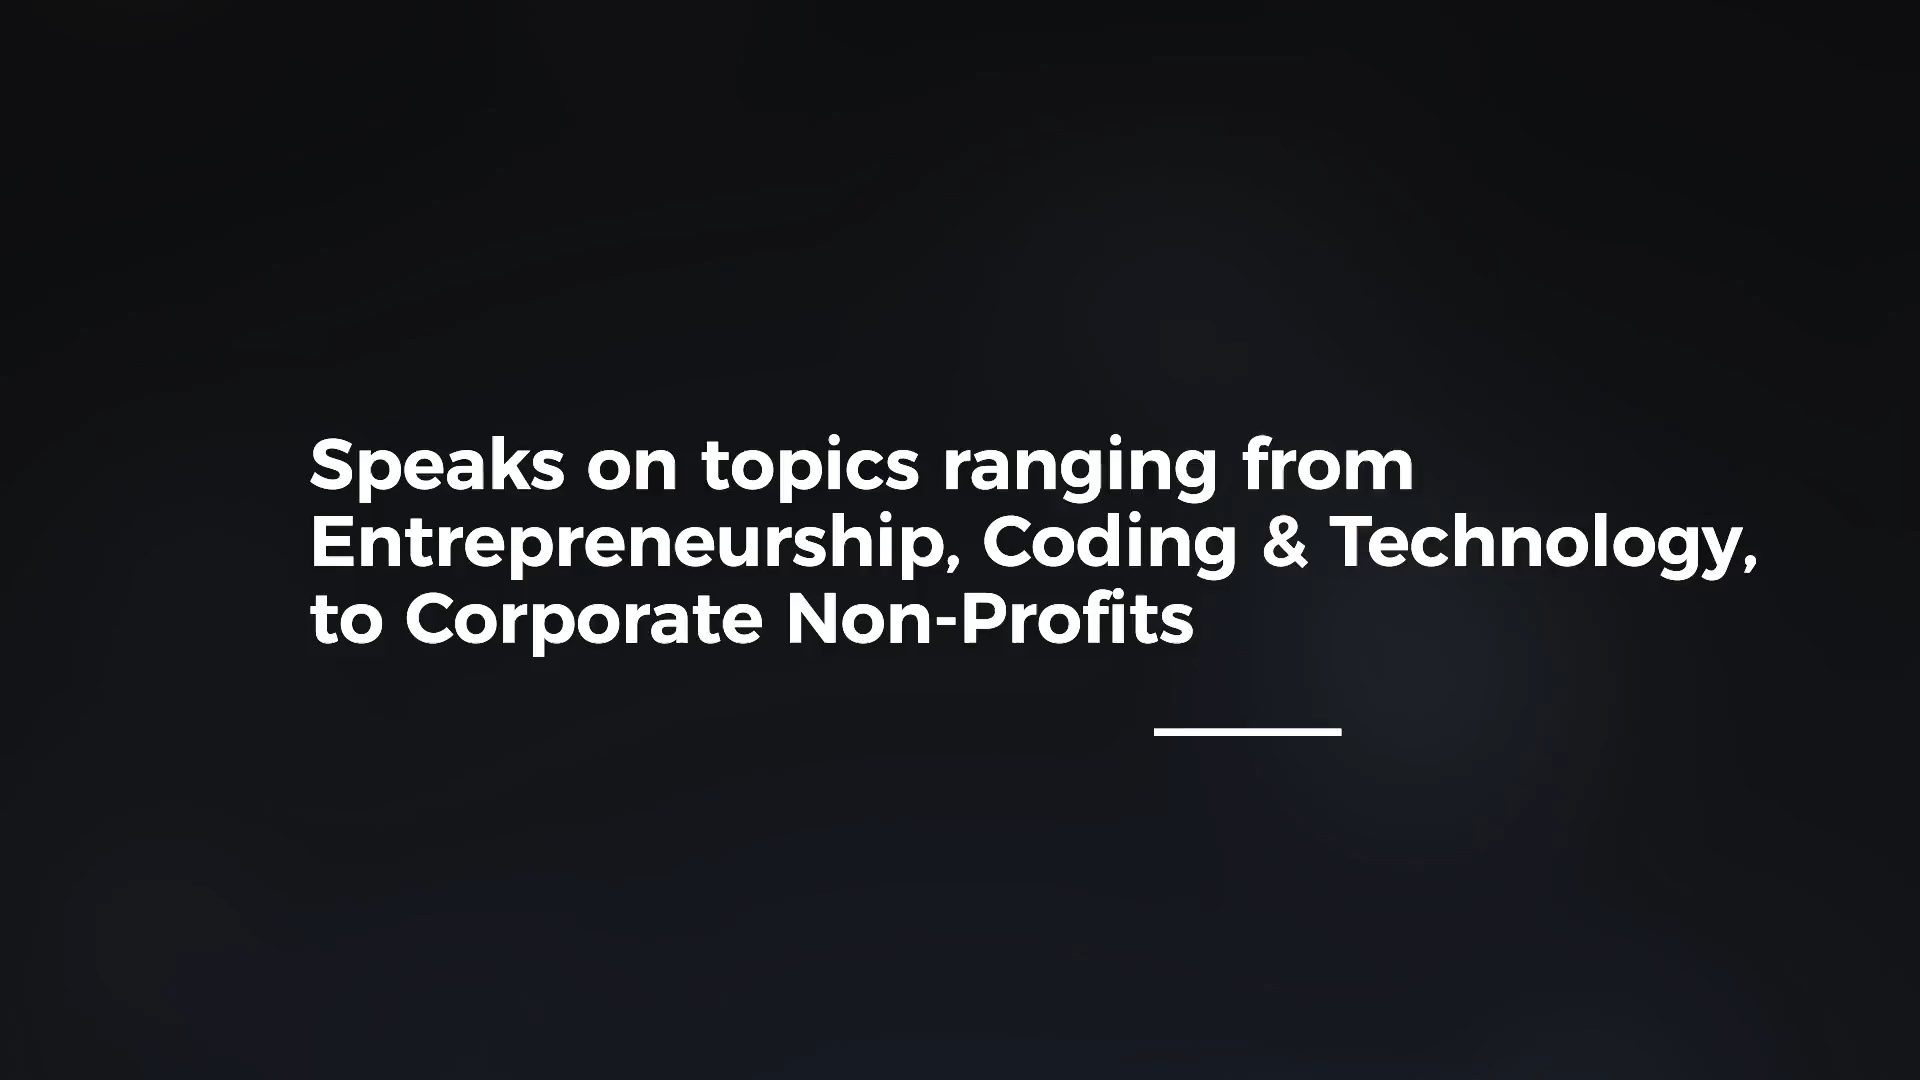 Speaks on topics ranging from
Entrepreneurship, Coding & Technology,
to Corporate Non-Profits